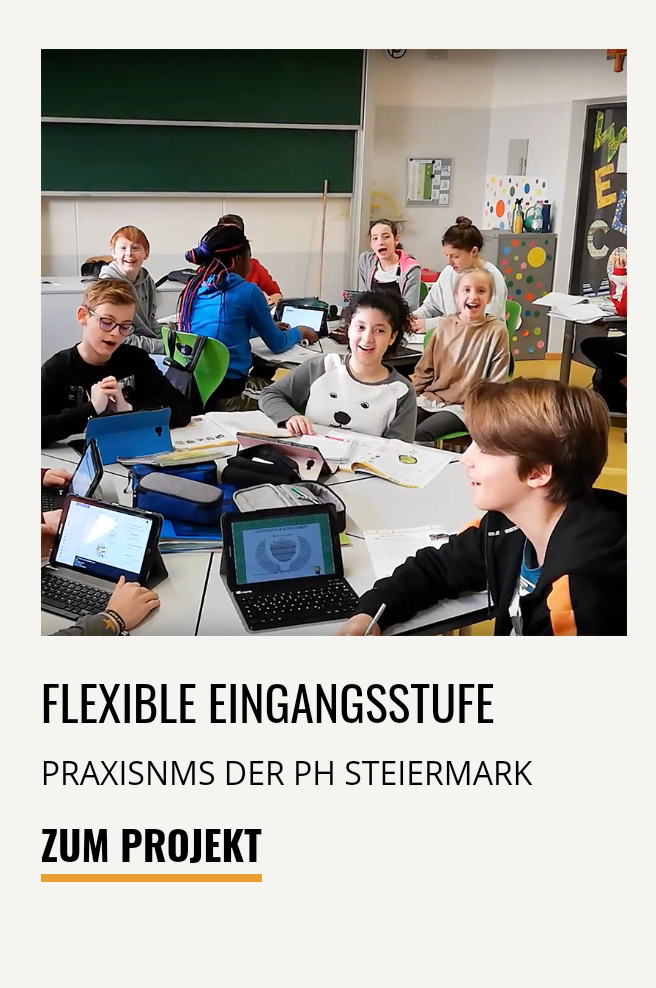 FLEXIBLE EINGANGSSTUFE
PRAXISNMS DER PH STEIERMARK
ZUM PROJEKT